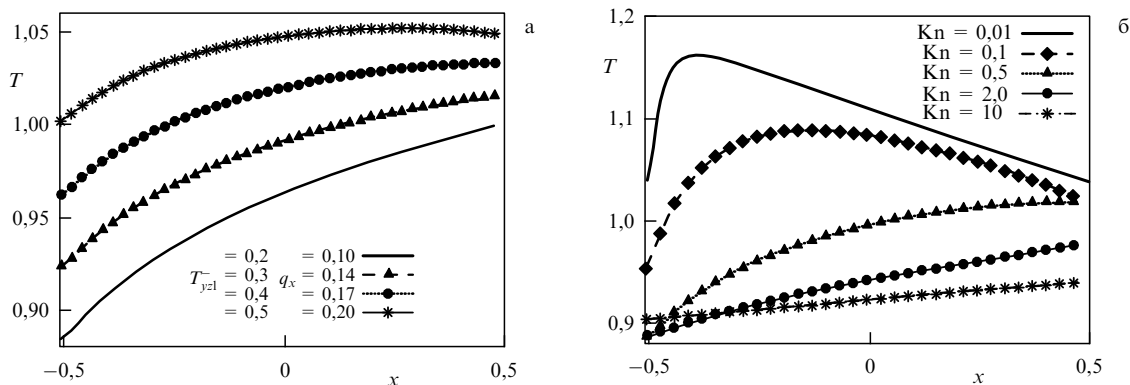 а
1,05
T
1,00
0,95
0,90
= 0,2 = 0,10
T⁻yzl = 0,3 qx = 0,14
= 0,4 = 0,17
= 0,5 = 0,20
−0,5 0 0,5
x
б
1,2
T
1,1
1,0
0,9
Kn = 0,01
Kn = 0,1
Kn = 0,5
Kn = 2,0
Kn = 10
−0,5 0 0,5
x